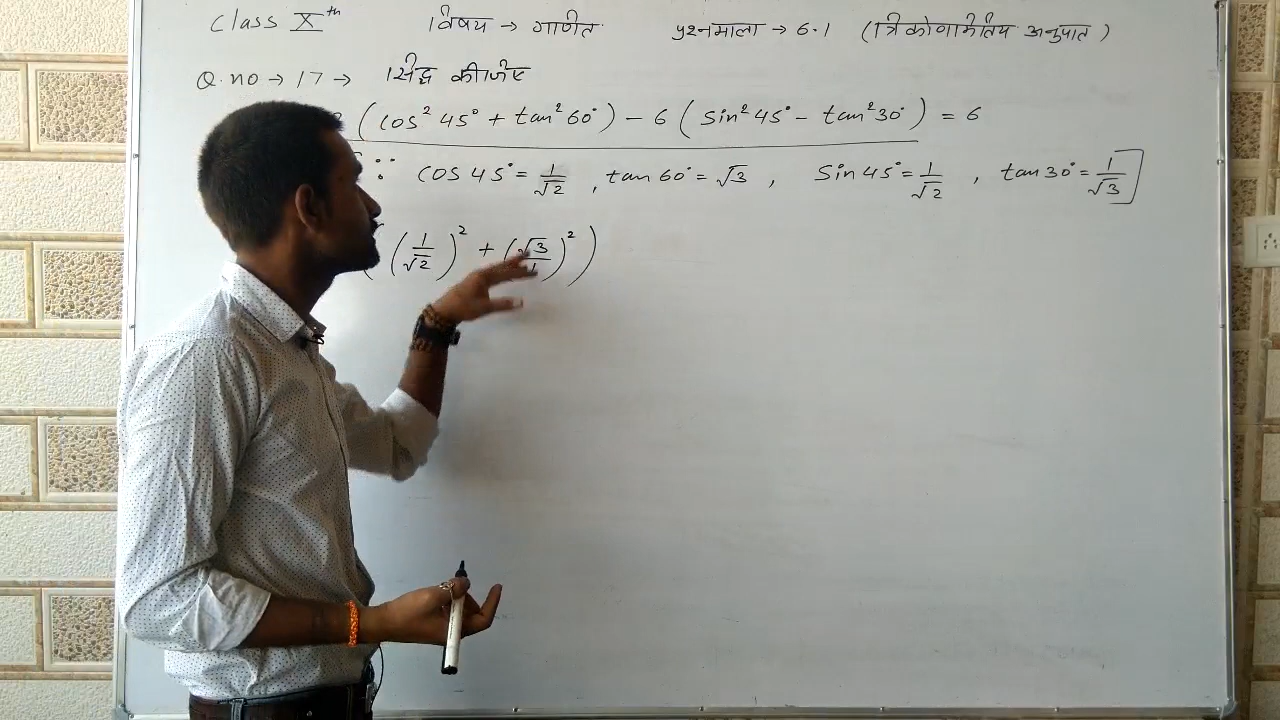 Class Xth विषय → गणित प्रश्नमाला → 6.1 (त्रिकोणमितीय अनुपात)
Q.no → 17 → सिद्ध कीजिए
(cos² 45° + tan² 60°) - 6 (Sin² 45° - tan² 30°) = 6
∵ cos 45° = 1/√2 , tan 60° = √3 , Sin 45° = 1/√2 , tan 30° = 1/√3 ]
( (1/√2)² + (√3/1)² )